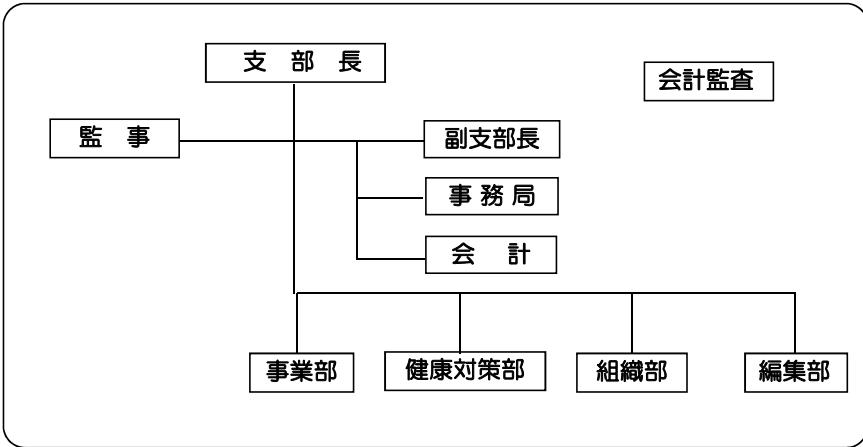 支　部　長
会計監査
監　事
副支部長
事 務 局
会　計
事業部
健康対策部
組織部
編集部